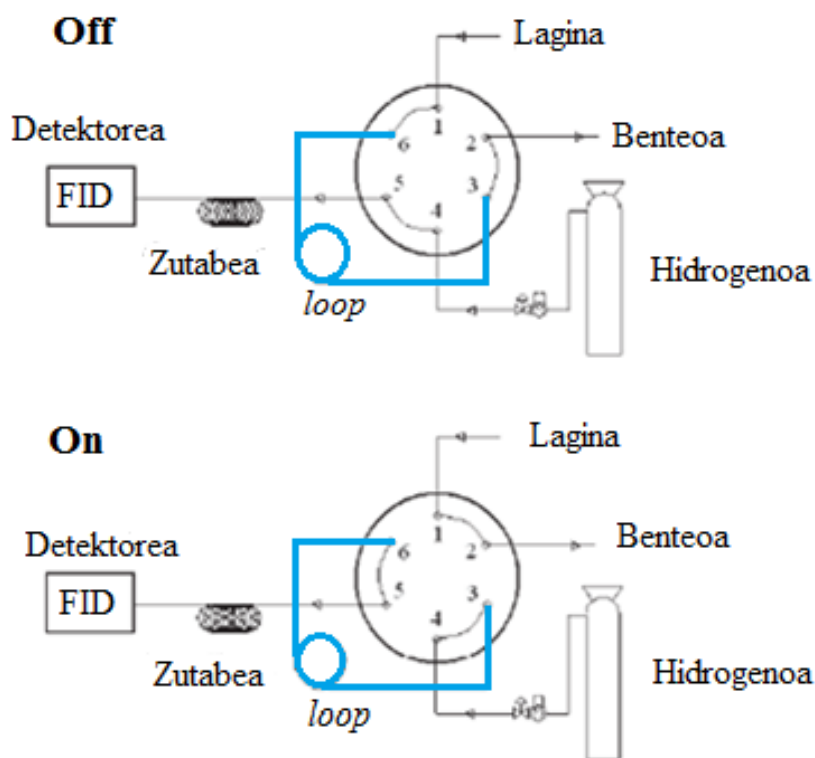 Off
Lagina
Detektorea
1
6
2
Benteoa
FID
5
3
4
Zutabea
Hidrogenoa
loop
On
Lagina
Detektorea
1
6
2
Benteoa
FID
5
3
4
Zutabea
Hidrogenoa
loop